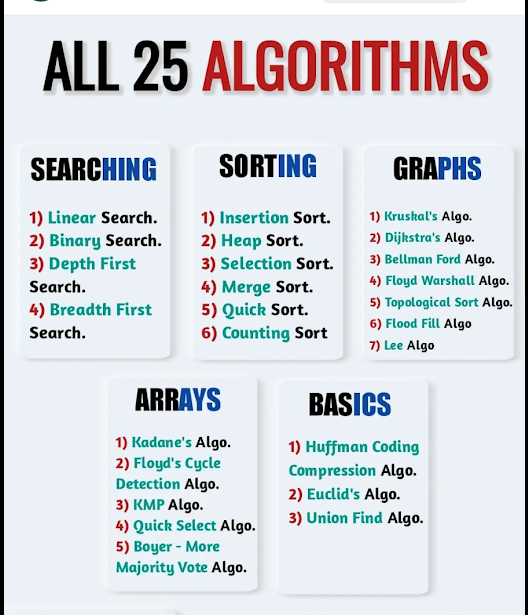 ALL 25 ALGORITHMS
SEARCHING
1) Linear Search.
2) Binary Search.
3) Depth First
Search.
4) Breadth First
Search.
SORTING
1) Insertion Sort.
2) Heap Sort.
3) Selection Sort.
4) Merge Sort.
5) Quick Sort.
6) Counting Sort
GRAPHS
1) Kruskal's Algo.
2) Dijkstra's Algo.
3) Bellman Ford Algo.
4) Floyd Warshall Algo.
5) Topological Sort Algo.
6) Flood Fill Algo
7) Lee Algo
ARRAYS
1) Kadane's Algo.
2) Floyd's Cycle
Detection Algo.
3) KMP Algo.
4) Quick Select Algo.
5) Boyer - More
Majority Vote Algo.
BASICS
1) Huffman Coding
Compression Algo.
2) Euclid's Algo.
3) Union Find Algo.